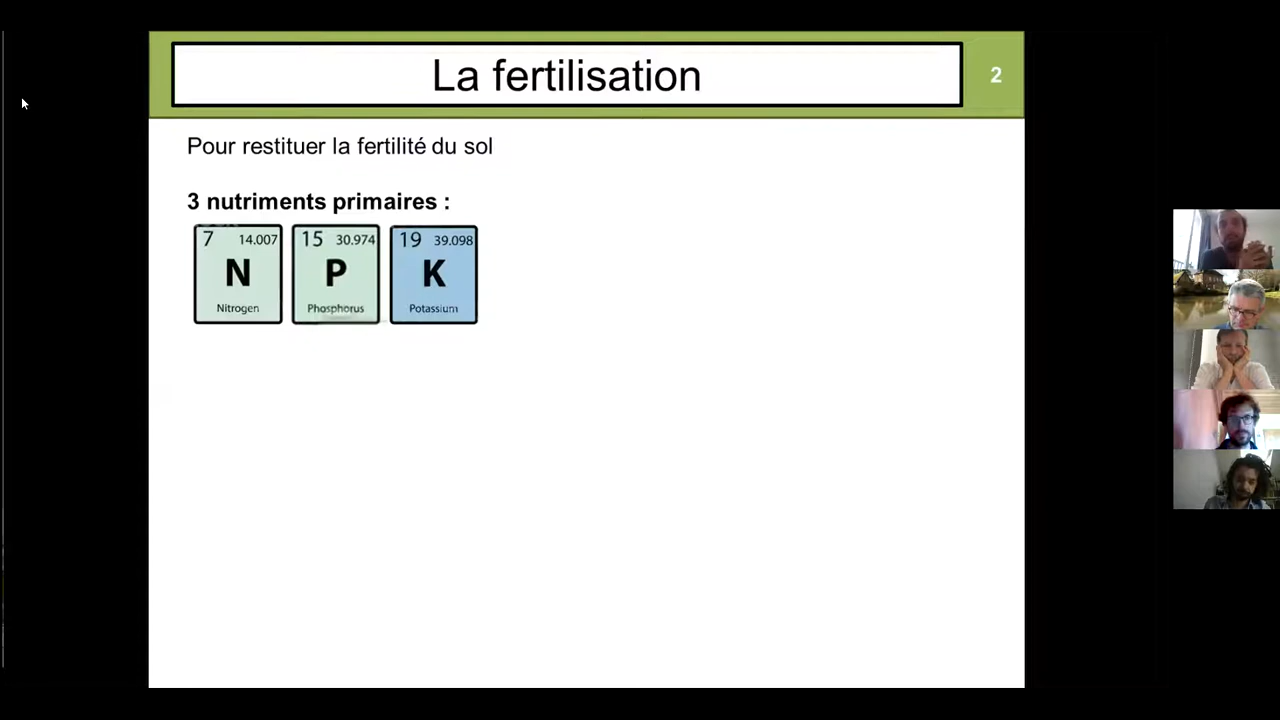 La fertilisation
2
Pour restituer la fertilité du sol
3 nutriments primaires :
7 14.007
N
Nitrogen
15 30.974
P
Phosphorus
19 39.098
K
Potassium